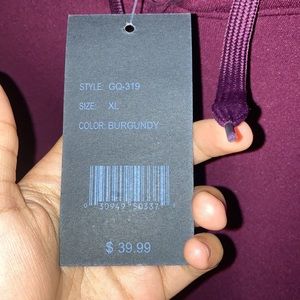 STYLE: GQ-319
SIZE: XL
COLOR: BURGUNDY
$ 39.99